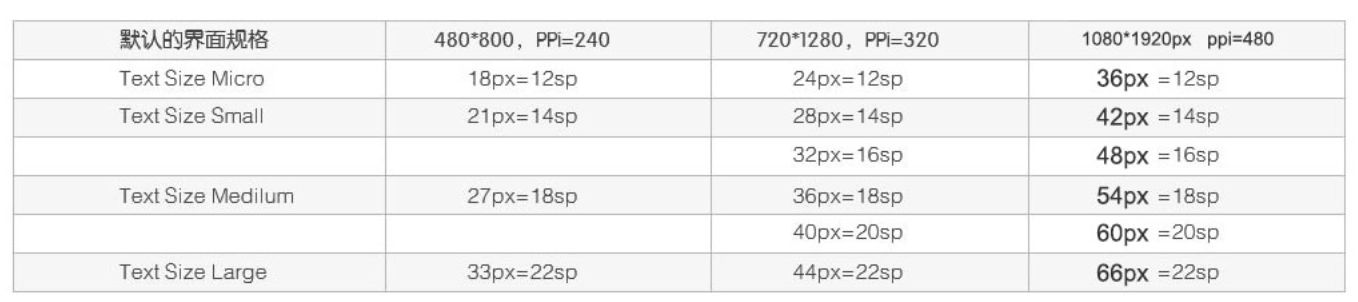 默认的界面规格 480*800，PPi=240 720*1280，PPi=320 1080*1920px ppi=480
Text Size Micro 18px=12sp 24px=12sp 36px =12sp
Text Size Small 21px=14sp 28px=14sp 42px =14sp
32px=16sp 48px =16sp
Text Size Medilum 27px=18sp 36px=18sp 54px =18sp
40px=20sp 60px =20sp
Text Size Large 33px=22sp 44px=22sp 66px =22sp